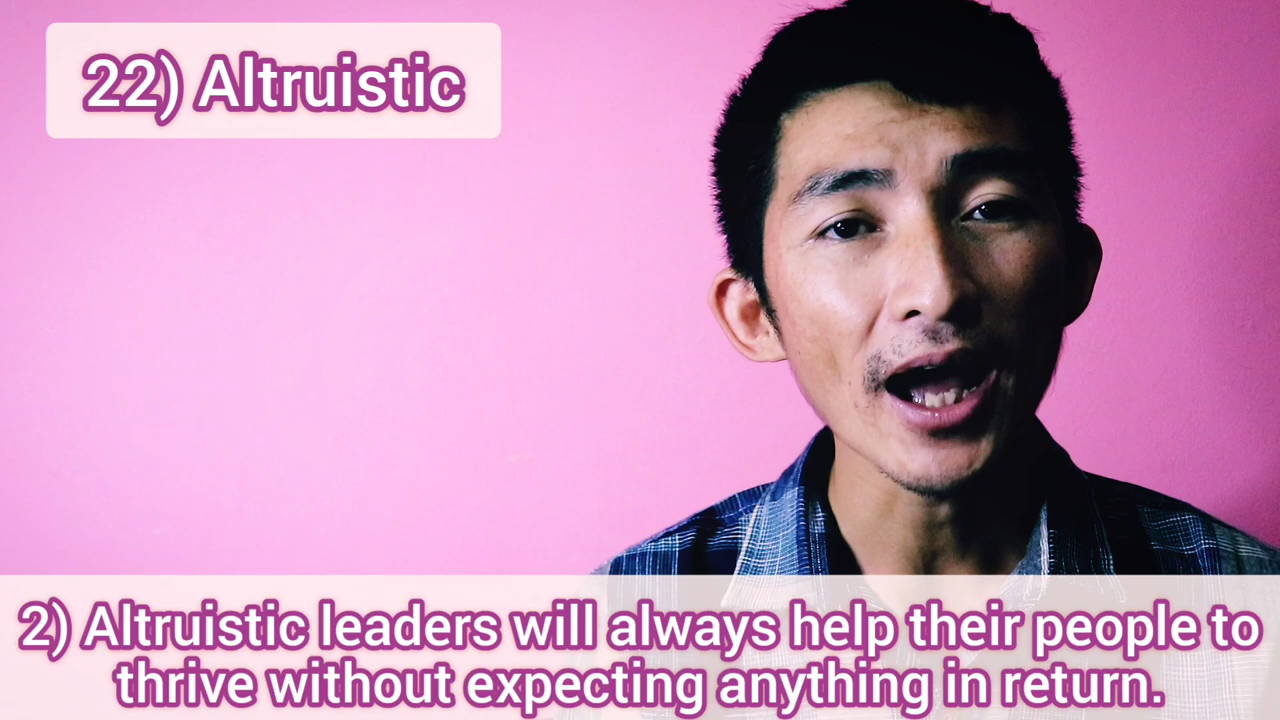 22) Altruistic
2) Altruistic leaders will always help their people to
thrive without expecting anything in return.